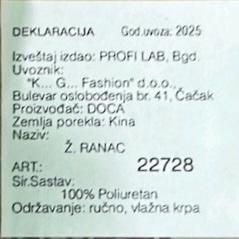 DEKLARACIJA God.uvoza: 2025
Izveštaj izdao: PROFI LAB, Bgd.
Uvoznik:
"K... G... Fashion" d.o.o.,
Bulevar oslobođenja br. 41, Čačak
Proizvođač: DOCA
Zemlja porekla: Kina
Naziv:
Ž. RANAC
ART.: 22728
Sir.Sastav:
100% Poliuretan
Održavanje: ručno, vlažna krpa